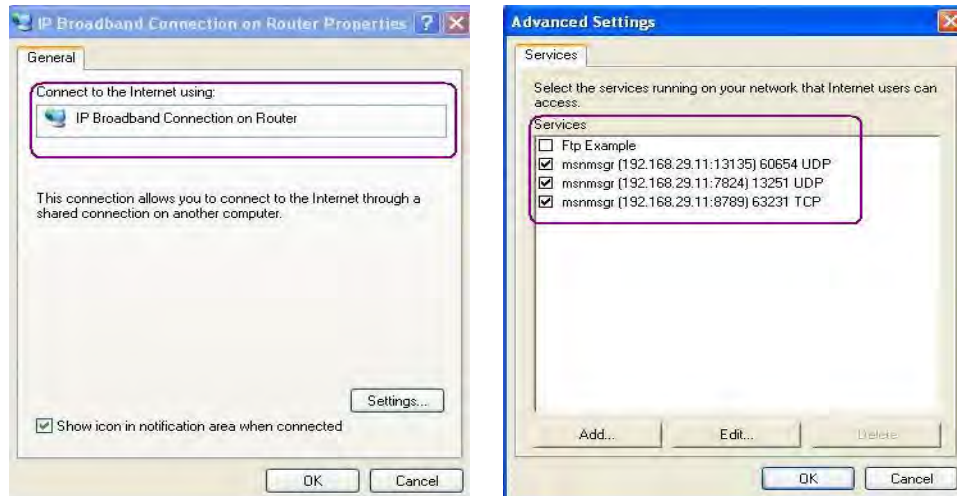 IP Broadband Connection on Router Properties
General
Connect to the Internet using:
IP Broadband Connection on Router
This connection allows you to connect to the Internet through a
shared connection on another computer.
Settings...
Show icon in notification area when connected
OK Cancel
Advanced Settings
Services
Select the services running on your network that Internet users can
access.
Services
Ftp Example
msnmsgr (192.168.29.11:13135) 60654 UDP
msnmsgr (192.168.29.11:7824) 13251 UDP
msnmsgr (192.168.29.11:8789) 63231 TCP
Add... Edit... Delete
OK Cancel